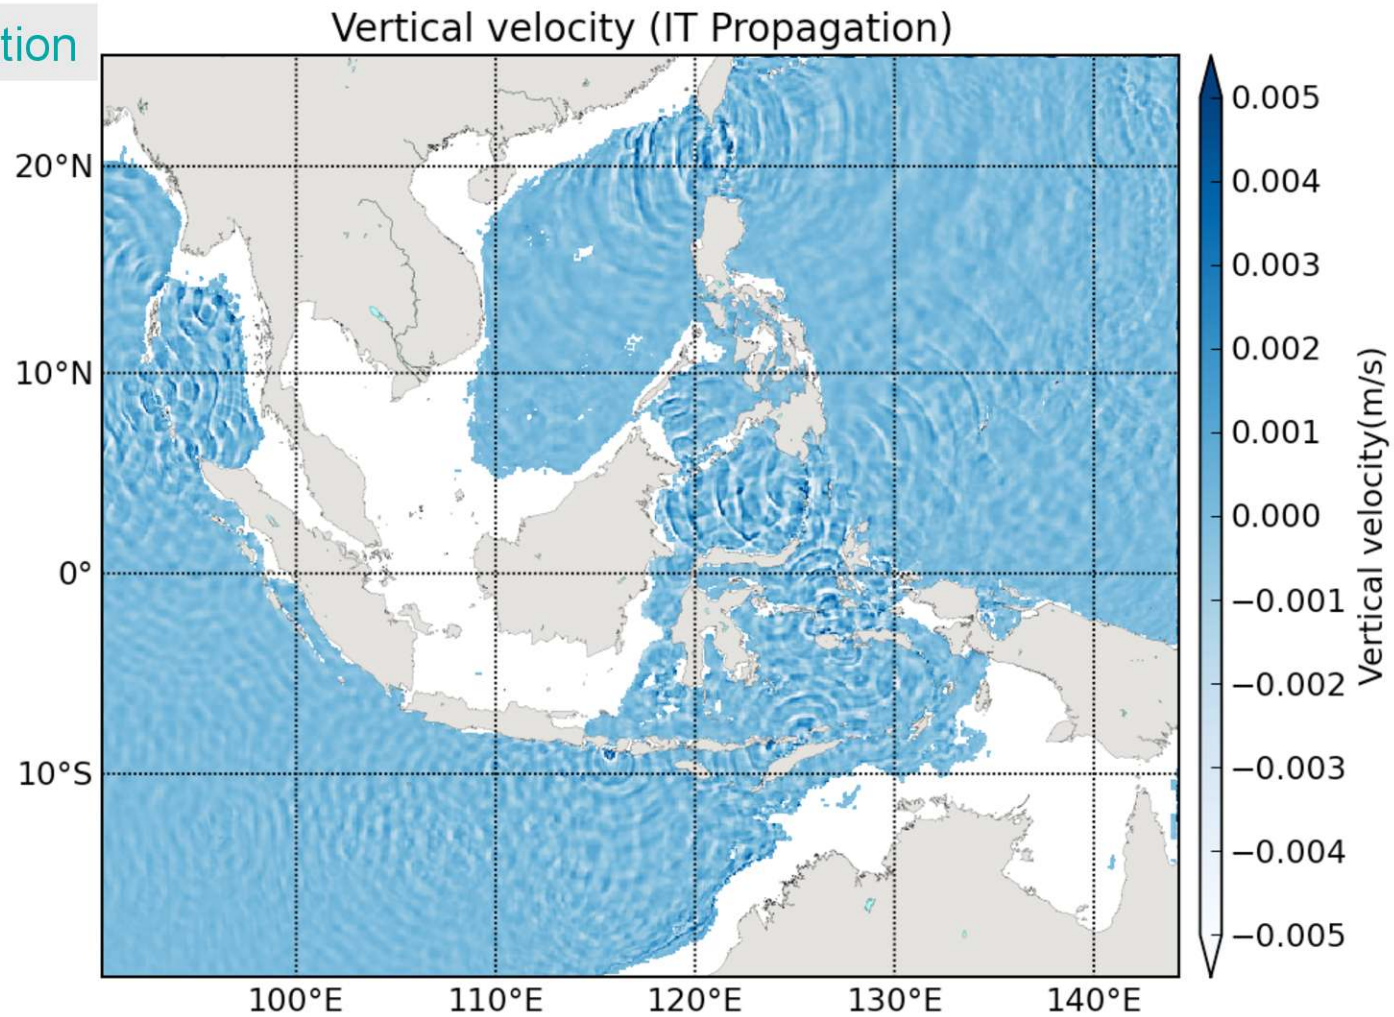 Vertical velocity (IT Propagation)
tion
20°N
10°N
0°
10°S
100°E
110°E
120°E
130°E
140°E
0.005
0.004
0.003
0.002
0.001
0.000
−0.001
−0.002
−0.003
−0.004
−0.005
Vertical velocity(m/s)